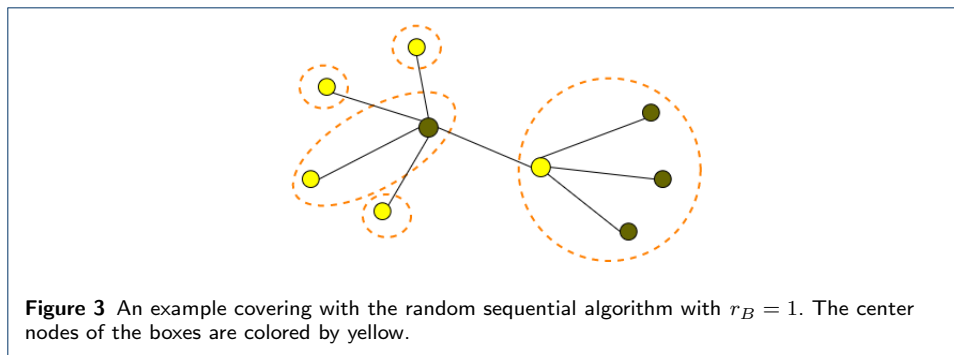 Figure 3 An example covering with the random sequential algorithm with r_B = 1. The center
nodes of the boxes are colored by yellow.